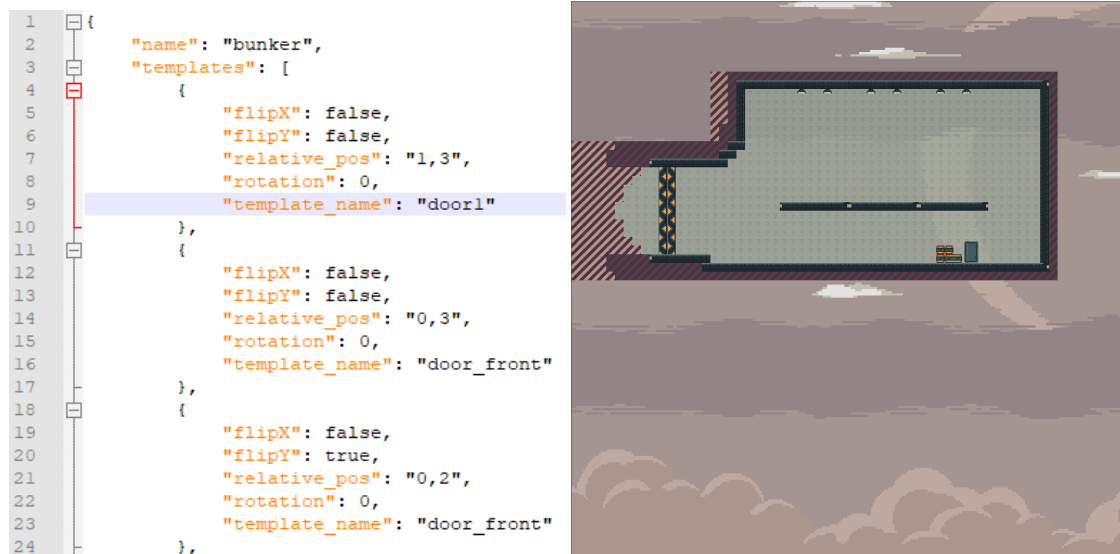 1 {
2 "name": "bunker",
3 "templates": [
4 {
5 "flipX": false,
6 "flipY": false,
7 "relative_pos": "1,3",
8 "rotation": 0,
9 "template_name": "door1"
10 },
11 {
12 "flipX": false,
13 "flipY": false,
14 "relative_pos": "0,3",
15 "rotation": 0,
16 "template_name": "door_front"
17 },
18 {
19 "flipX": false,
20 "flipY": true,
21 "relative_pos": "0,2",
22 "rotation": 0,
23 "template_name": "door_front"
24 },